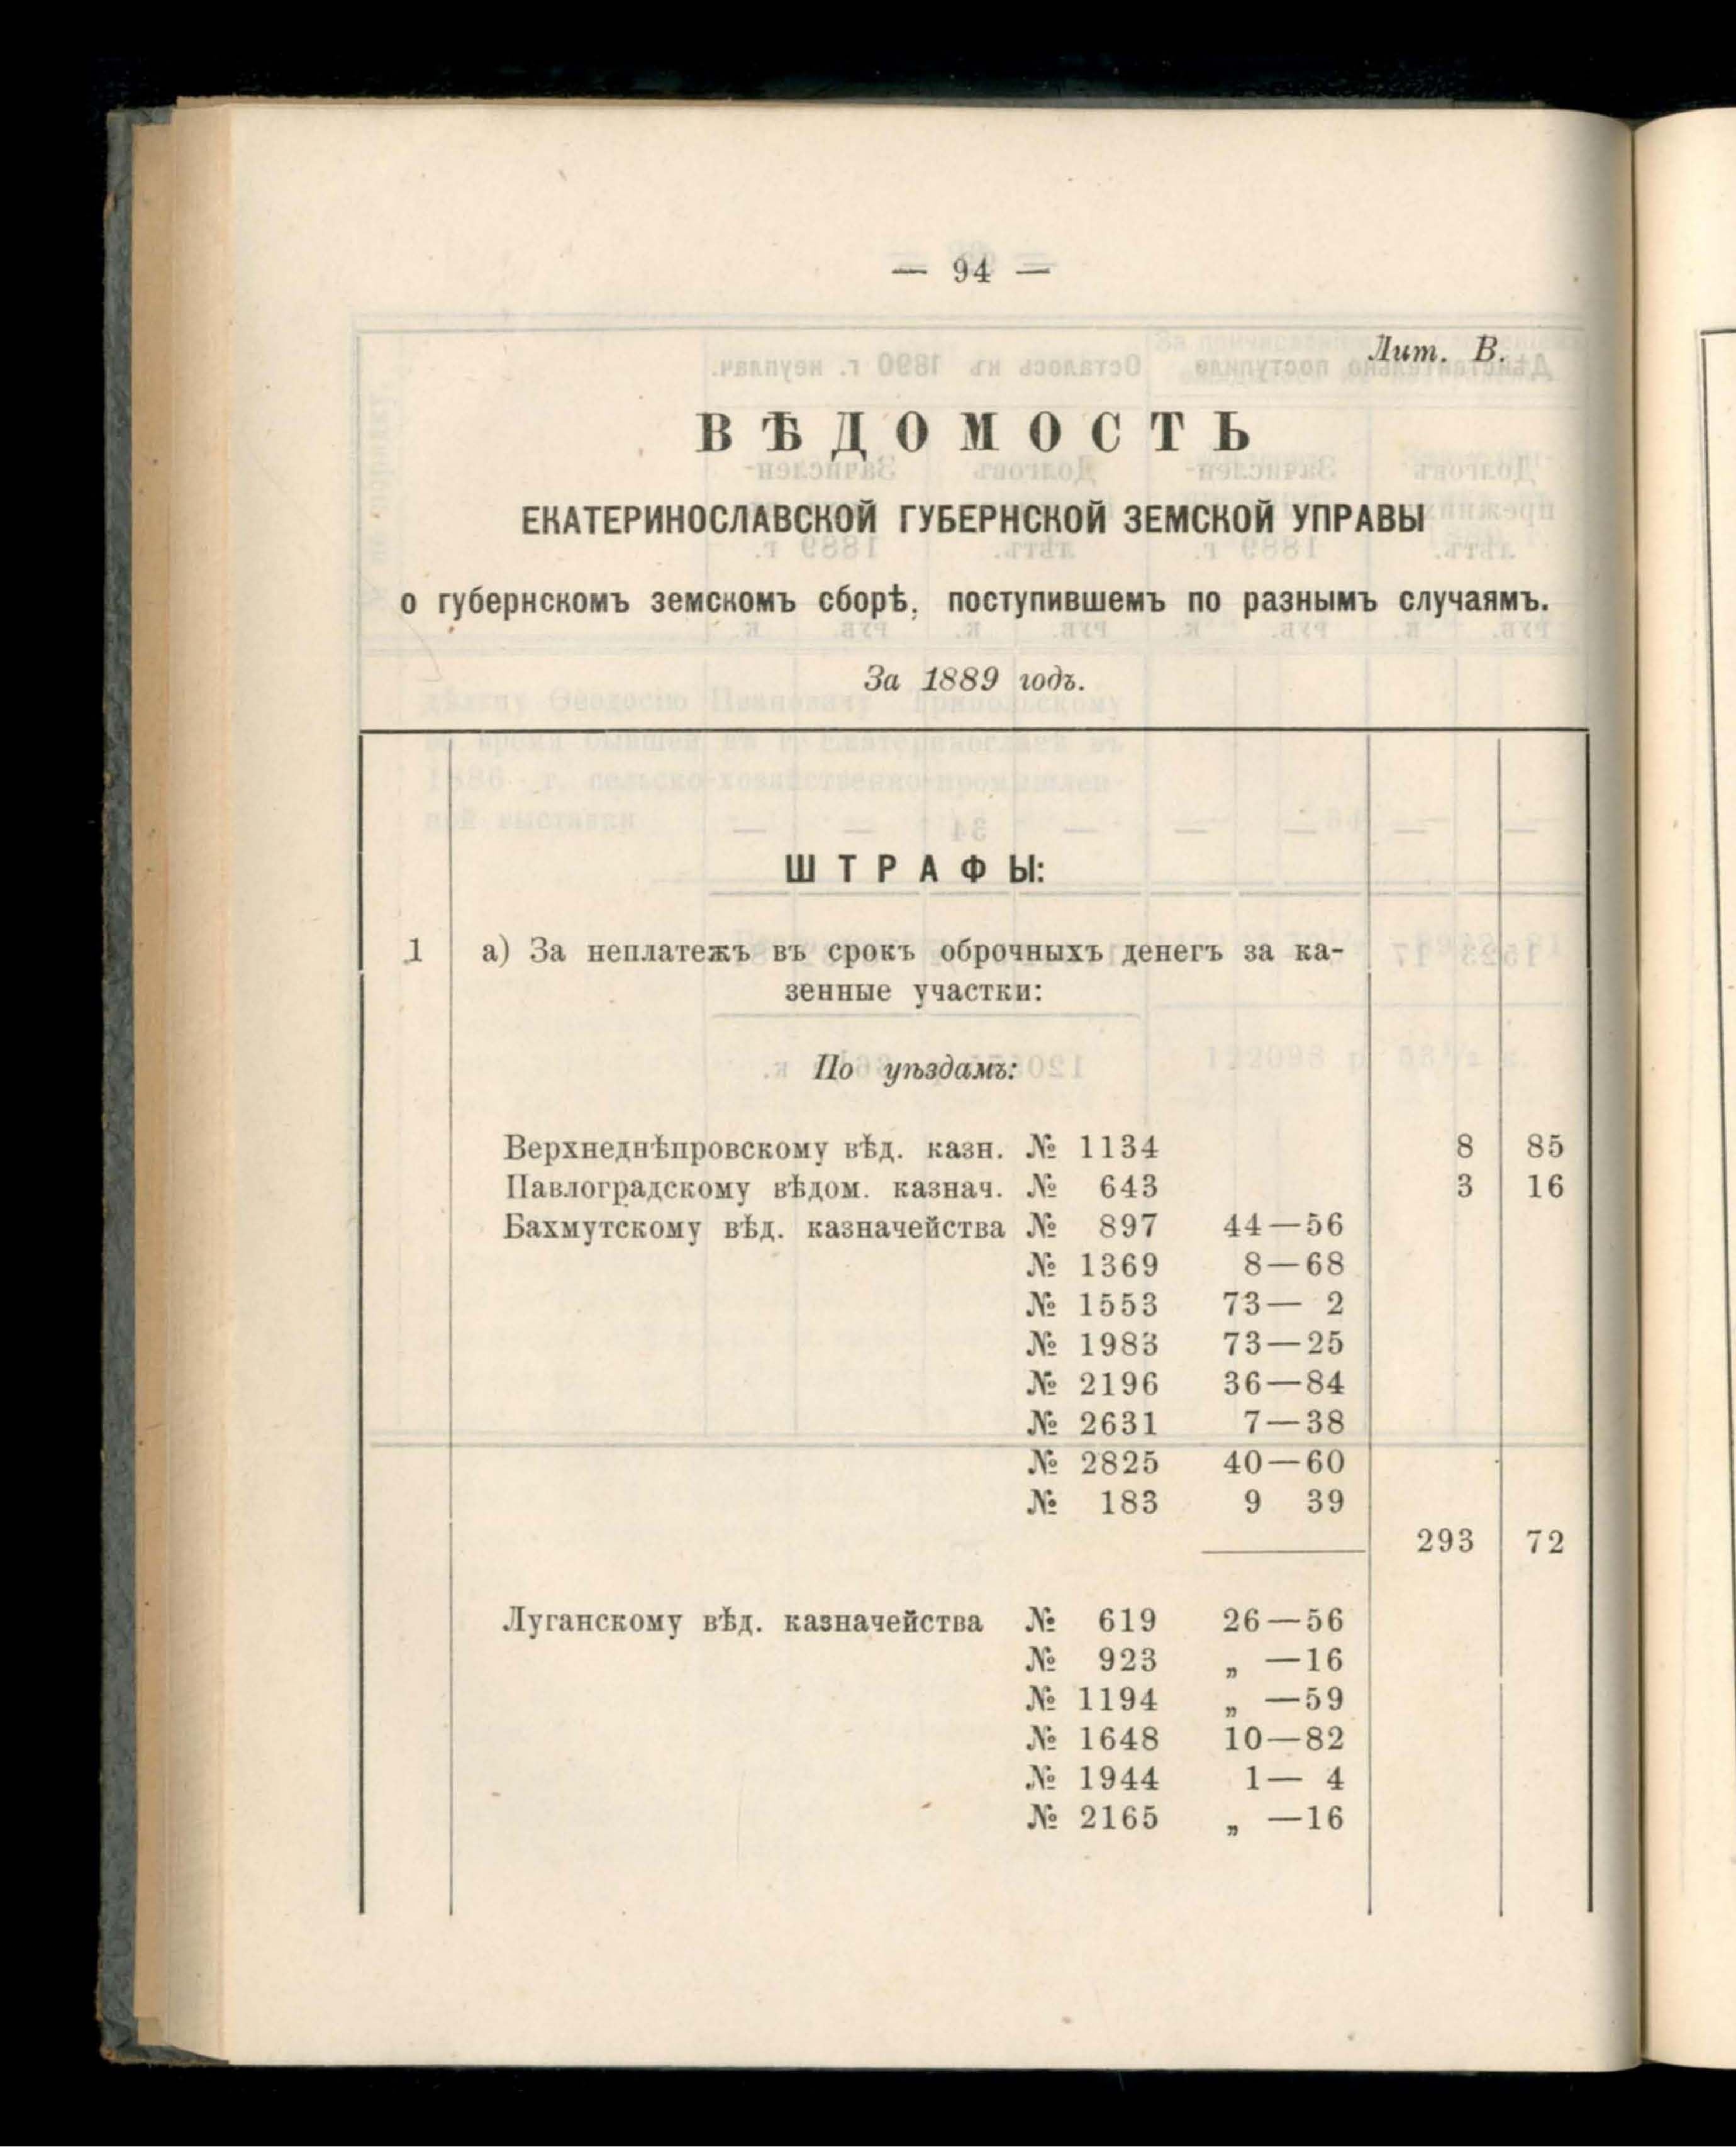 — 94 —
Лит. В.
ВѢДОМОСТЬ
ЕКАТЕРИНОСЛАВСКОЙ ГУБЕРНСКОЙ ЗЕМСКОЙ УПРАВЫ
о губернскомъ земскомъ сборѣ, поступившемъ по разнымъ случаямъ.
За 1889 годъ.
ШТРАФЫ:
1 а) За неплатежъ въ срокъ оброчныхъ денегъ за ка-
зенные участки:
По уѣздамъ:
Верхнеднѣпровскому вѣд. казн. № 1134 8 85
Павлоградскому вѣдом. казнач. № 643 3 16
Бахмутскому вѣд. казначейства № 897 44—56
№ 1369 8—68
№ 1553 73— 2
№ 1983 73—25
№ 2196 36—84
№ 2631 7—38
№ 2825 40—60
№ 183 9 39
293 72
Луганскому вѣд. казначейства № 619 26—56
№ 923 „ —16
№ 1194 „ —59
№ 1648 10—82
№ 1944 1— 4
№ 2165 „ —16